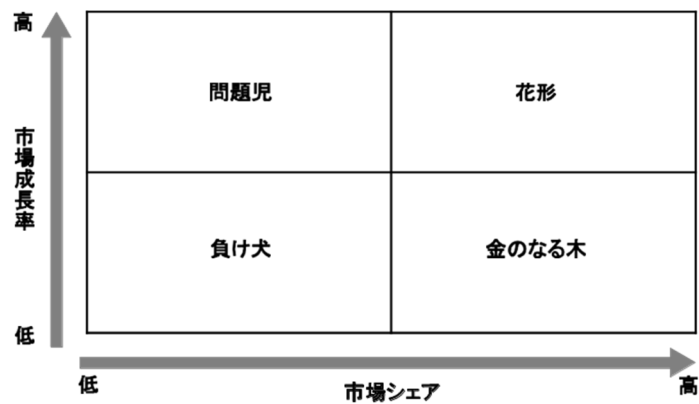 高
問題児
花形
市場成長率
負け犬
金のなる木
低
低
市場シェア
高